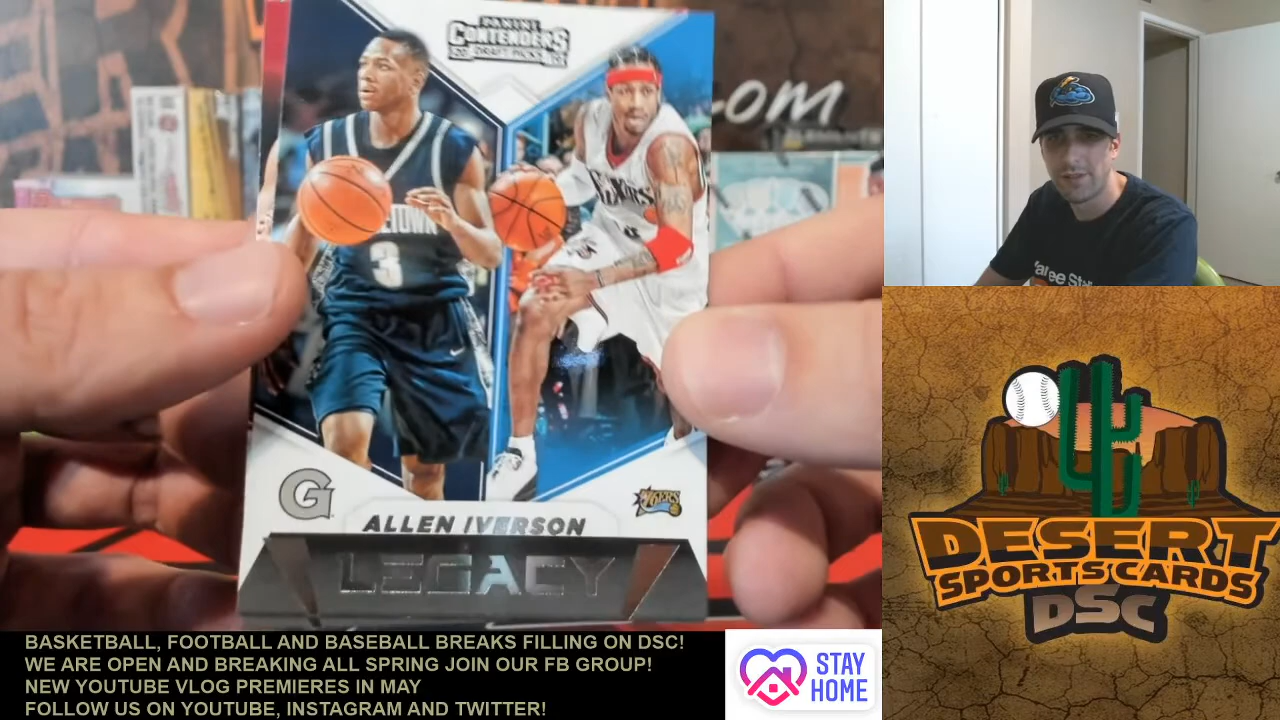 PANINI
CONTENDERS
DRAFT PICKS
.com
3
SIXERS
ALLEN IVERSON
G
76ERS
LEGACY
DESERT
SPORTS CARDS
DSC
BASKETBALL, FOOTBALL AND BASEBALL BREAKS FILLING ON DSC!
WE ARE OPEN AND BREAKING ALL SPRING JOIN OUR FB GROUP!
NEW YOUTUBE VLOG PREMIERES IN MAY
FOLLOW US ON YOUTUBE, INSTAGRAM AND TWITTER!
STAY
HOME